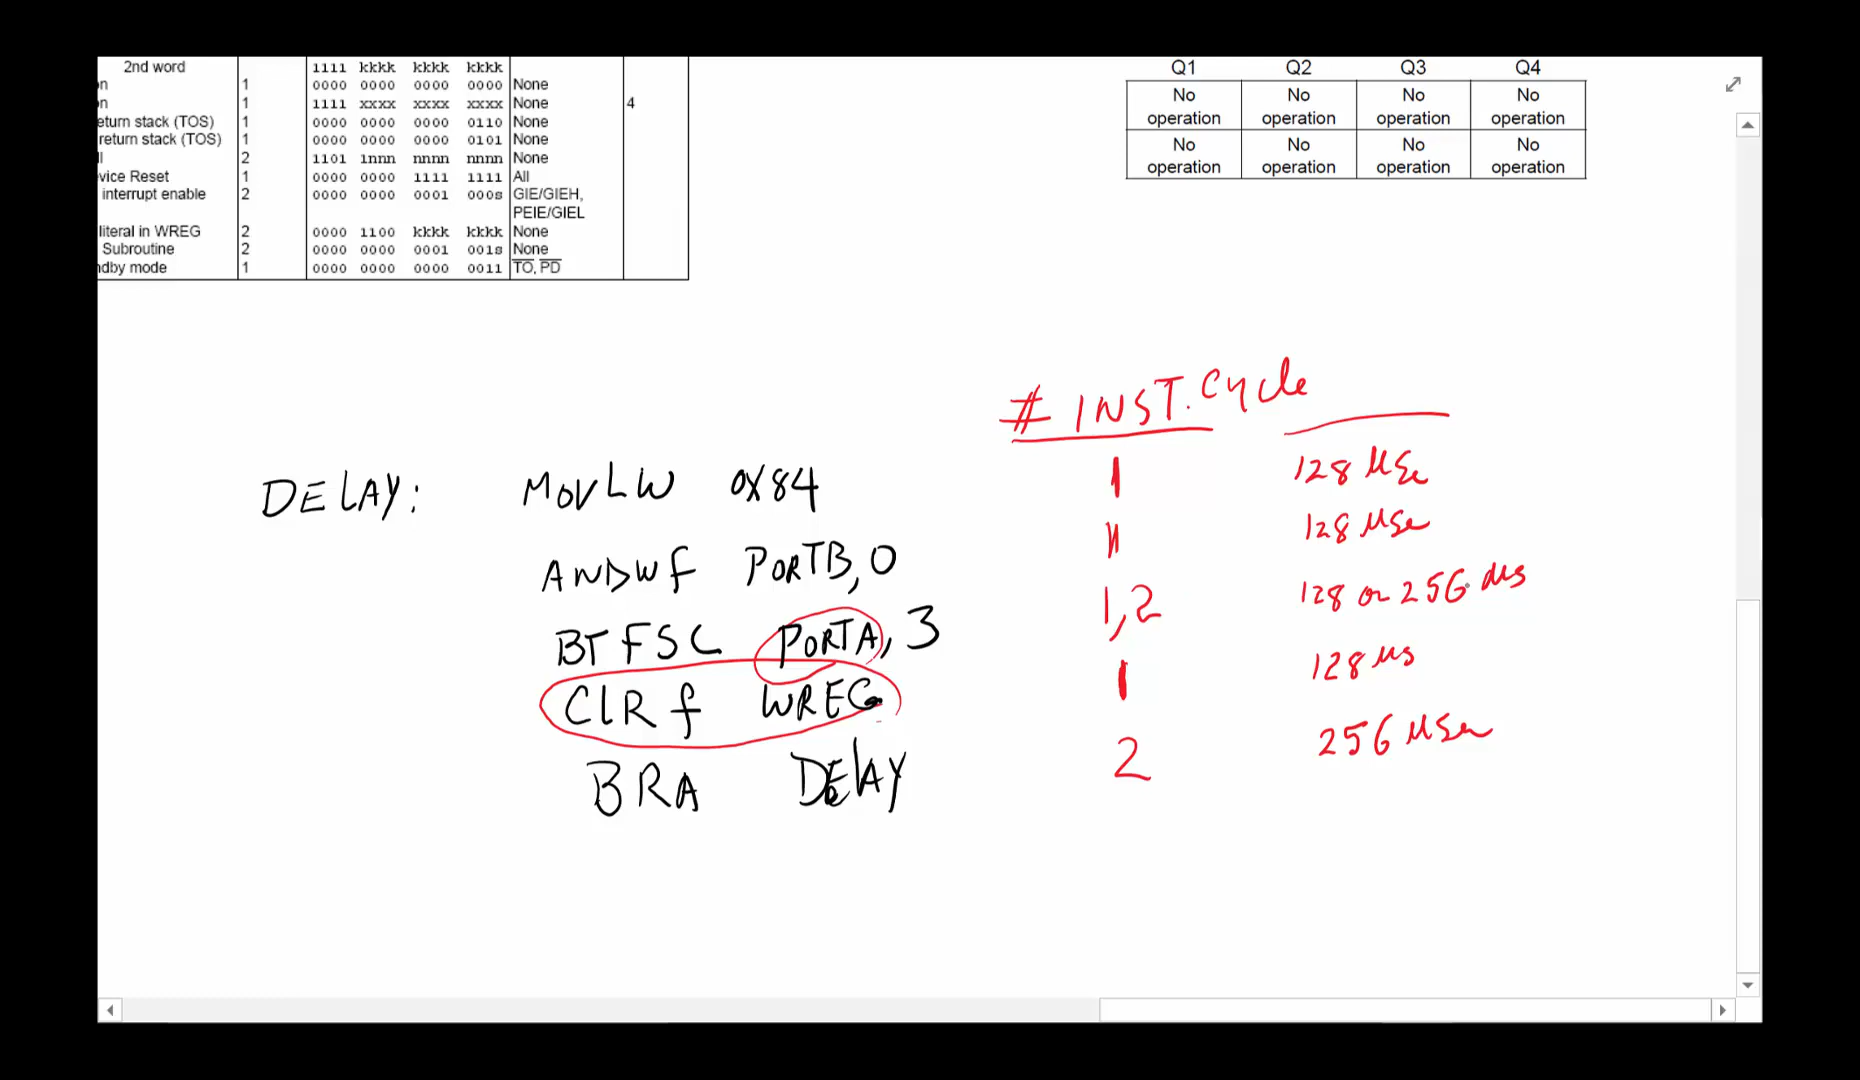 2nd word 1111 kkkk kkkk kkkk
n 1 0000 0000 0000 0000 None
n 1 1111 xxxx xxxx xxxx None 4
eturn stack (TOS) 1 0000 0000 0000 0110 None
return stack (TOS) 1 0000 0000 0000 0101 None
ll 2 1101 1nnn nnnn nnnn None
vice Reset 1 0000 0000 1111 1111 All
interrupt enable 2 0000 0000 0001 000s GIE/GIEH,
PEIE/GIEL
literal in WREG 2 0000 1100 kkkk kkkk None
Subroutine 2 0000 0000 0001 001s None
ndby mode 1 0000 0000 0000 0011 TO, PD
Q1 Q2 Q3 Q4
No operation No operation No operation No operation
No operation No operation No operation No operation
# INST. Cycle
DELAY: MOVLW 0X84 1 128 μSec
ANDWF PORTB, 0 1 128 μSec
BTFSC PORTA, 3 1,2 128 or 256 μs
CLRf WREG 1 128 μs
BRA DELAY 2 256 μSec